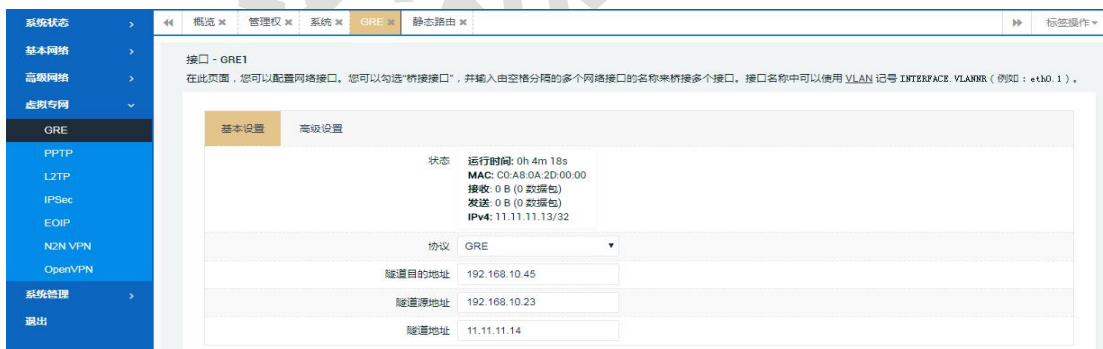 系统状态
基本网络
高级网络
虚拟专网
GRE
PPTP
L2TP
IPSec
EOIP
N2N VPN
OpenVPN
系统管理
退出
概览 管理权 系统 GRE 静态路由 标签操作
接口 - GRE1
在此页面，您可以配置网络接口。您可以勾选“桥接接口”，并输入由空格分隔的多个网络接口的名称来桥接多个接口。接口名称中可以使用 VLAN 记号 INTERFACE.VLANNR（例如：eth0.1）。
基本设置 高级设置
状态 运行时间: 0h 4m 18s
MAC: C0:A8:0A:2D:00:00
接收: 0 B (0 数据包)
发送: 0 B (0 数据包)
IPv4: 11.11.11.13/32
协议 GRE
隧道目的地址 192.168.10.45
隧道源地址 192.168.10.23
隧道地址 11.11.11.14